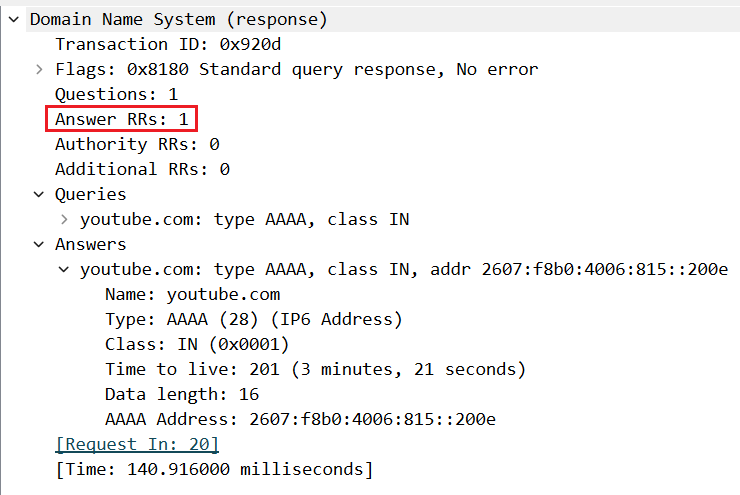 Domain Name System (response)
Transaction ID: 0x920d
Flags: 0x8180 Standard query response, No error
Questions: 1
Answer RRs: 1
Authority RRs: 0
Additional RRs: 0
Queries
youtube.com: type AAAA, class IN
Answers
youtube.com: type AAAA, class IN, addr 2607:f8b0:4006:815::200e
Name: youtube.com
Type: AAAA (28) (IP6 Address)
Class: IN (0x0001)
Time to live: 201 (3 minutes, 21 seconds)
Data length: 16
AAAA Address: 2607:f8b0:4006:815::200e
[Request In: 20]
[Time: 140.916000 milliseconds]